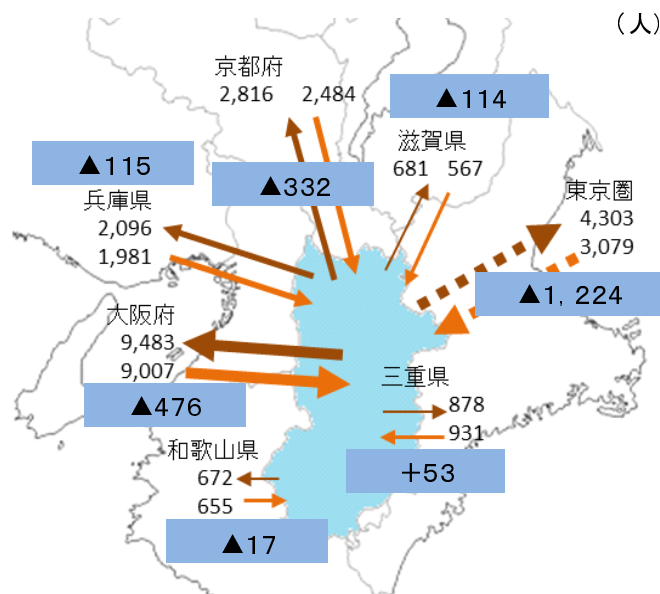 （人）
京都府
2,816 2,484
▲332
▲114
滋賀県
681 567
▲115
兵庫県
2,096
1,981
東京圏
4,303
3,079
▲1，224
大阪府
9,483
9,007
▲476
三重県
878
931
＋53
和歌山県
672
655
▲17